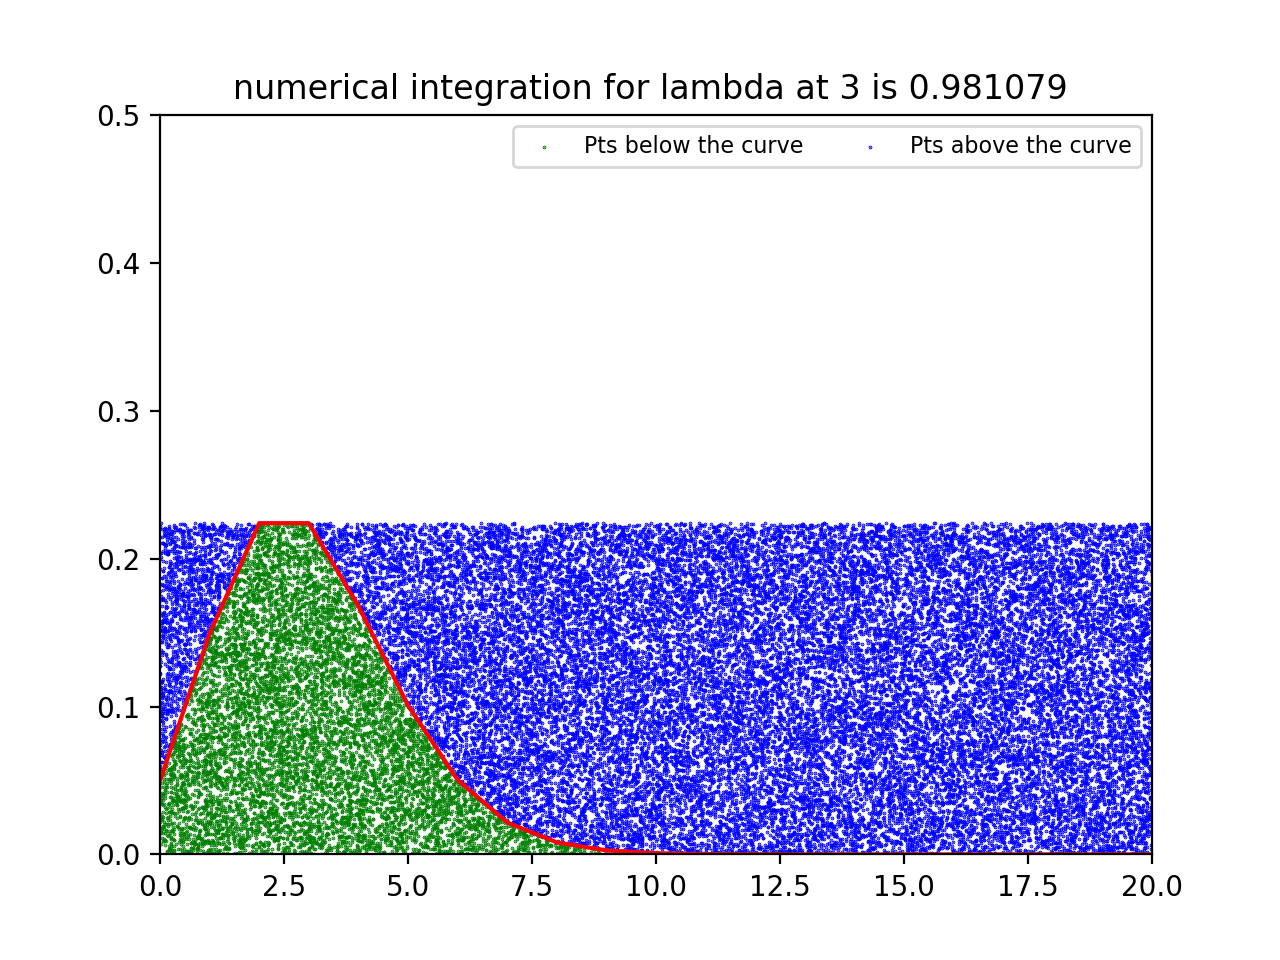 numerical integration for lambda at 3 is 0.981079
0.5
Pts below the curve Pts above the curve
0.4
0.3
0.2
0.1
0.0
0.0 2.5 5.0 7.5 10.0 12.5 15.0 17.5 20.0